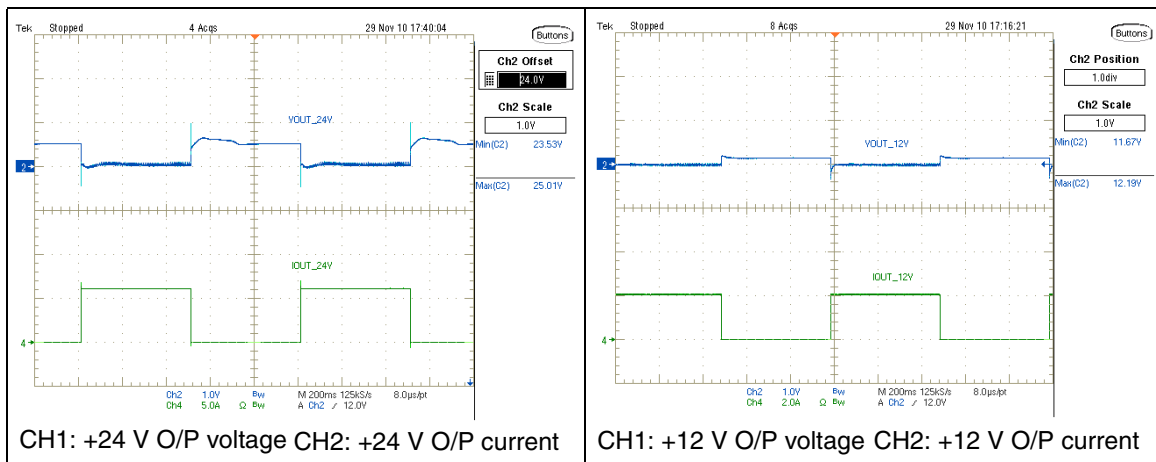 Tek Stopped 4 Acqs 29 Nov 10 17:40:04
Buttons
Ch2 Offset
24.0V
Ch2 Scale
1.0V
VOUT_24V
Min(C2) 23.53V
2
Max(C2) 25.01V
IOUT_24V
4
Ch2 1.0V Bw M 200ms 125kS/s 8.0µs/pt
Ch4 5.0A Ω Bw A Ch2 ∕ 12.0V
CH1: +24 V O/P voltage CH2: +24 V O/P current
Tek Stopped 8 Acqs 29 Nov 10 17:16:21
Buttons
Ch2 Position
1.0div
Ch2 Scale
1.0V
VOUT_12V
Min(C2) 11.67V
2
Max(C2) 12.19V
IOUT_12V
4
Ch2 1.0V Bw M 200ms 125kS/s 8.0µs/pt
Ch4 2.0A Ω Bw A Ch2 ∕ 12.0V
CH1: +12 V O/P voltage CH2: +12 V O/P current